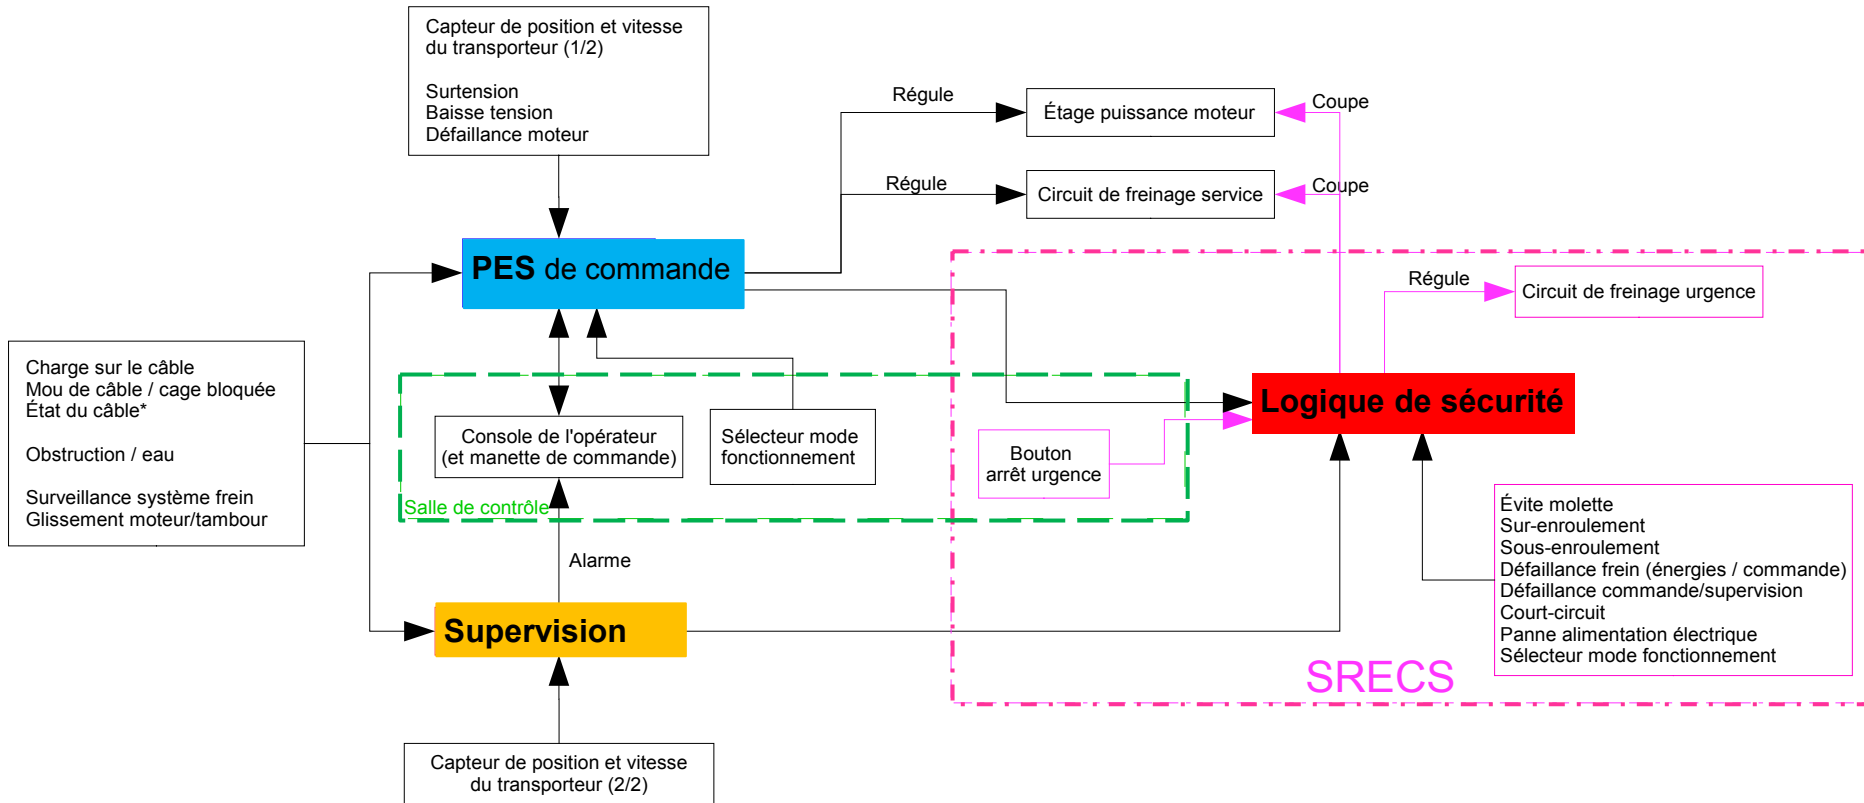 Capteur de position et vitesse
du transporteur (1/2)
Surtension
Baisse tension
Défaillance moteur
Régule
Étage puissance moteur
Coupe
Régule
Circuit de freinage service
Coupe
PES de commande
Régule
Circuit de freinage urgence
Charge sur le câble
Mou de câble / cage bloquée
État du câble*
Obstruction / eau
Surveillance système frein
Glissement moteur/tambour
Console de l'opérateur
(et manette de commande)
Sélecteur mode
fonctionnement
Bouton
arrêt urgence
Logique de sécurité
Salle de contrôle
Évite molette
Sur-enroulement
Sous-enroulement
Défaillance frein (énergies / commande)
Défaillance commande/supervision
Court-circuit
Panne alimentation électrique
Sélecteur mode fonctionnement
Alarme
Supervision
SRECS
Capteur de position et vitesse
du transporteur (2/2)